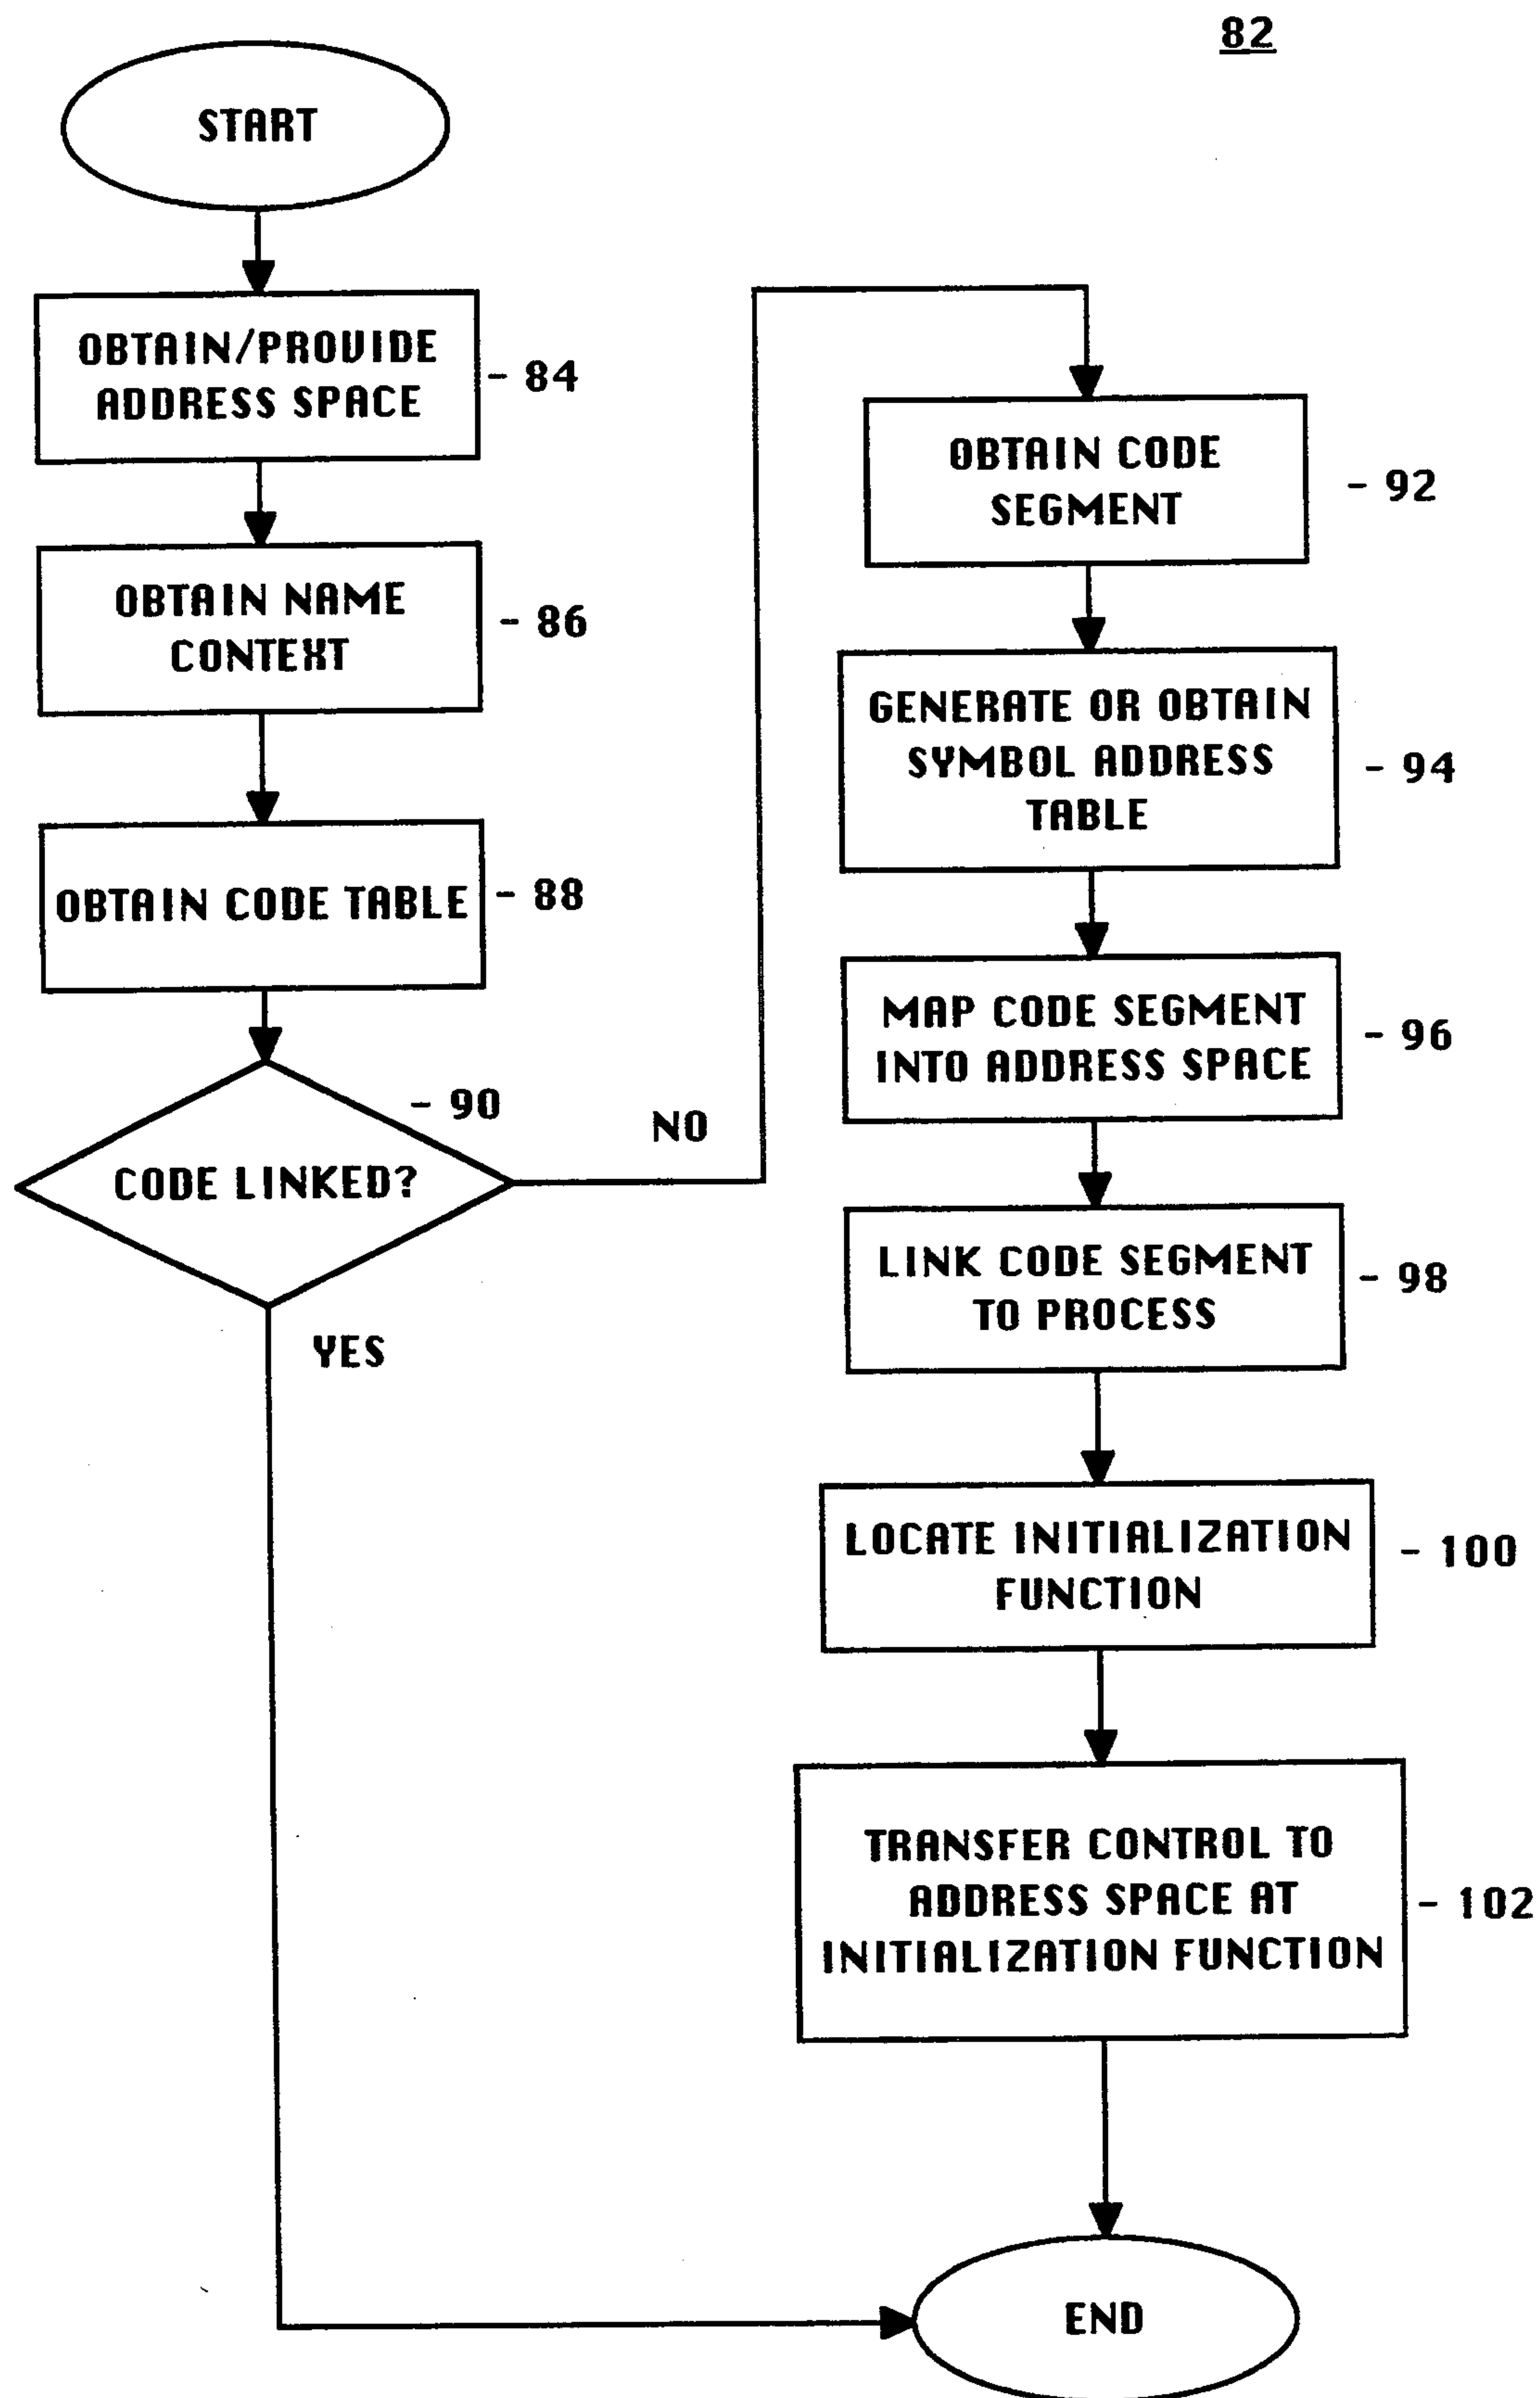 82
START
OBTAIN/PROVIDE
ADDRESS SPACE
- 84
OBTAIN NAME
CONTEXT
- 86
OBTAIN CODE TABLE
- 88
- 90
CODE LINKED?
NO
YES
OBTAIN CODE
SEGMENT
- 92
GENERATE OR OBTAIN
SYMBOL ADDRESS
TABLE
- 94
MAP CODE SEGMENT
INTO ADDRESS SPACE
- 96
LINK CODE SEGMENT
TO PROCESS
- 98
LOCATE INITIALIZATION
FUNCTION
- 100
TRANSFER CONTROL TO
ADDRESS SPACE AT
INITIALIZATION FUNCTION
- 102
END